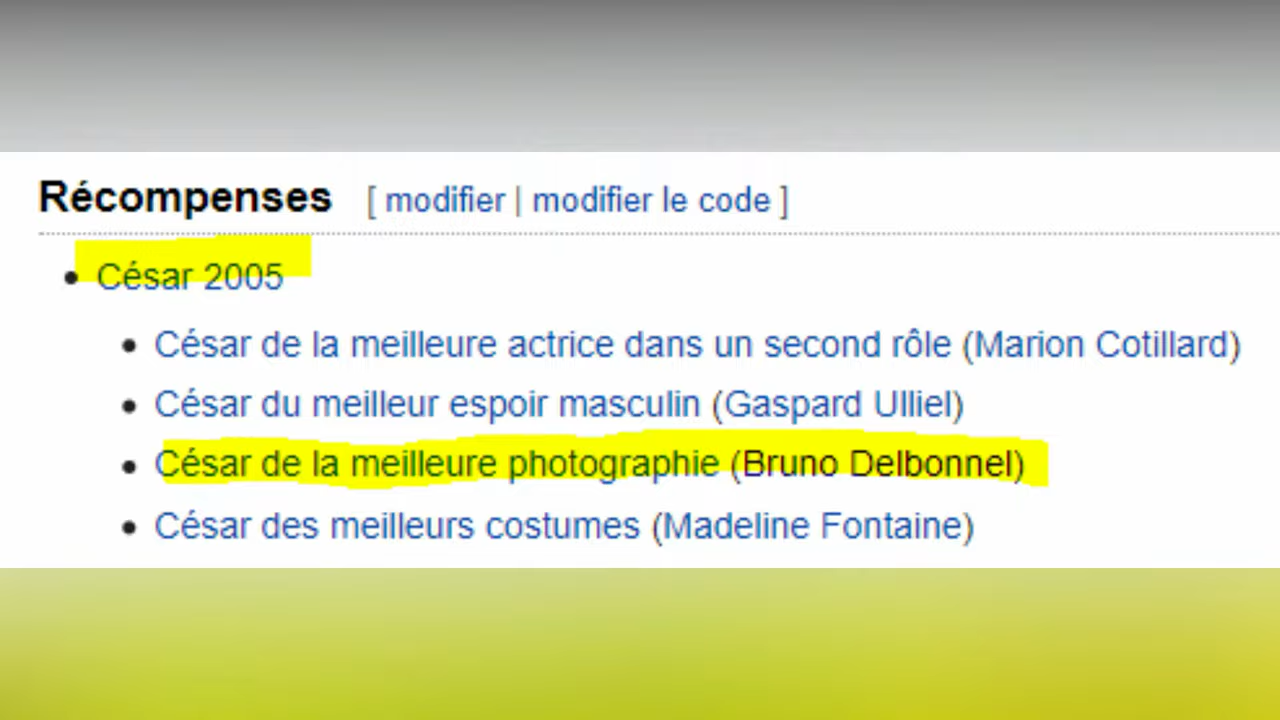 Récompenses [ modifier | modifier le code ]
• César 2005
• César de la meilleure actrice dans un second rôle (Marion Cotillard)
• César du meilleur espoir masculin (Gaspard Ulliel)
• César de la meilleure photographie (Bruno Delbonnel)
• César des meilleurs costumes (Madeline Fontaine)